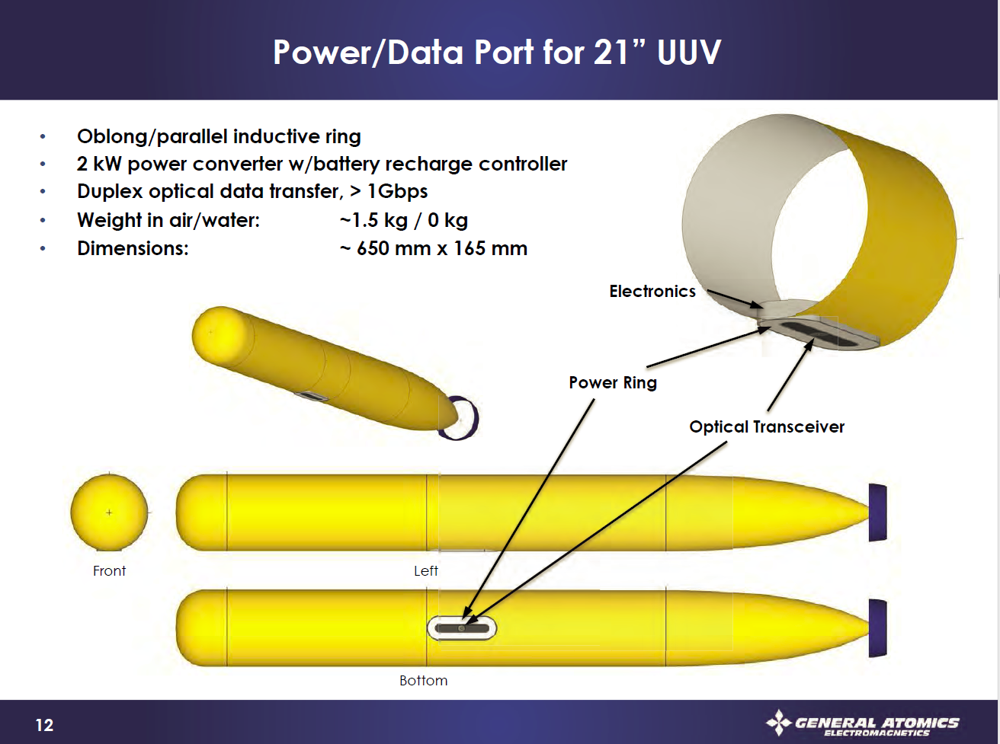 Power/Data Port for 21” UUV
• Oblong/parallel inductive ring
• 2 kW power converter w/battery recharge controller
• Duplex optical data transfer, > 1Gbps
• Weight in air/water: ~1.5 kg / 0 kg
• Dimensions: ~ 650 mm x 165 mm
Electronics
Power Ring
Optical Transceiver
Front
Left
Bottom
12
GENERAL ATOMICS
ELECTROMAGNETICS